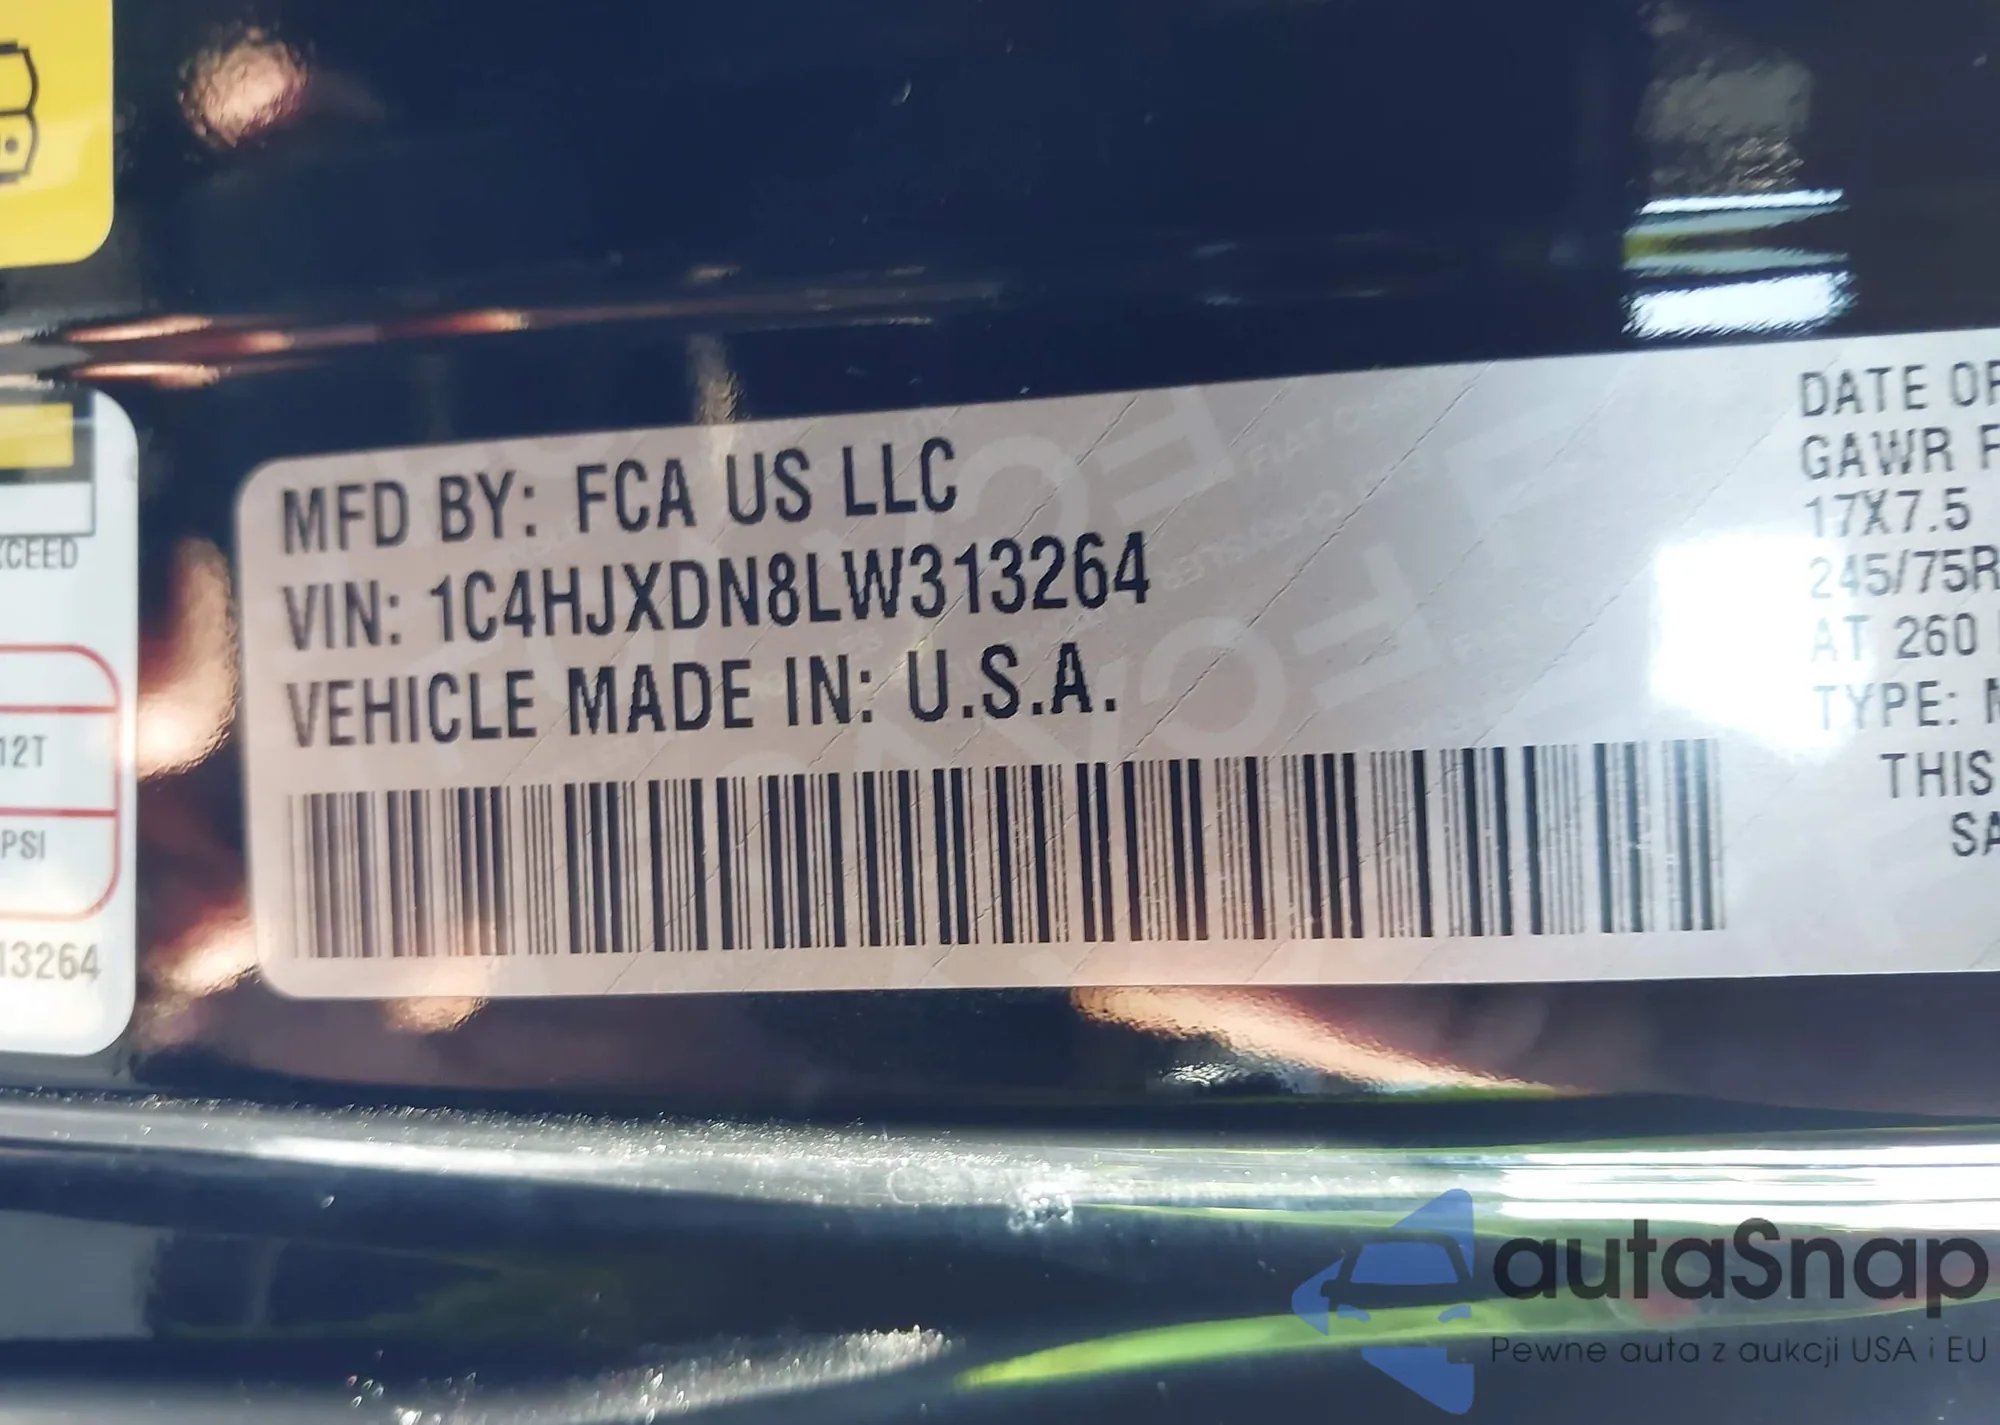 MFD BY: FCA US LLC
VIN: 1C4HJXDN8LW313264
VEHICLE MADE IN: U.S.A.
DATE OF
GAWR F
17X7.5
245/75R
AT 260
TYPE:
THIS
SA
XCEED
12T
PSI
13264
autaSnap
Pewne auta z aukcji USA i EU